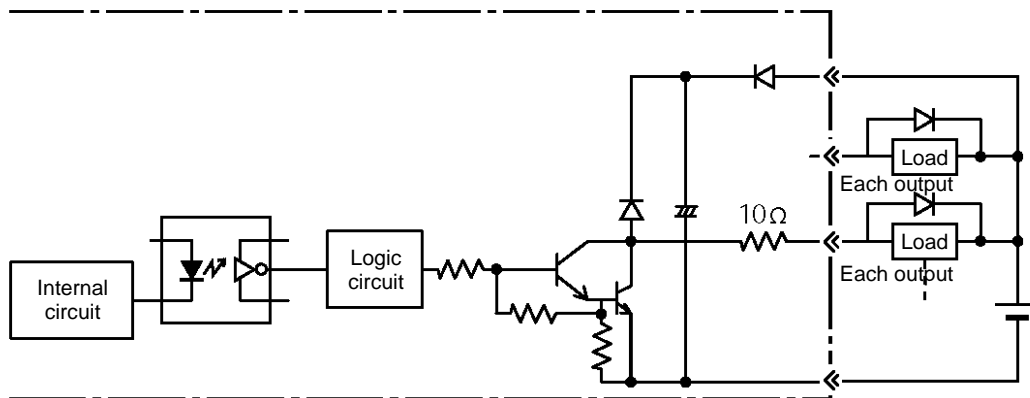 Load
Each output
10Ω
Load
Each output
Internal
circuit
Logic
circuit